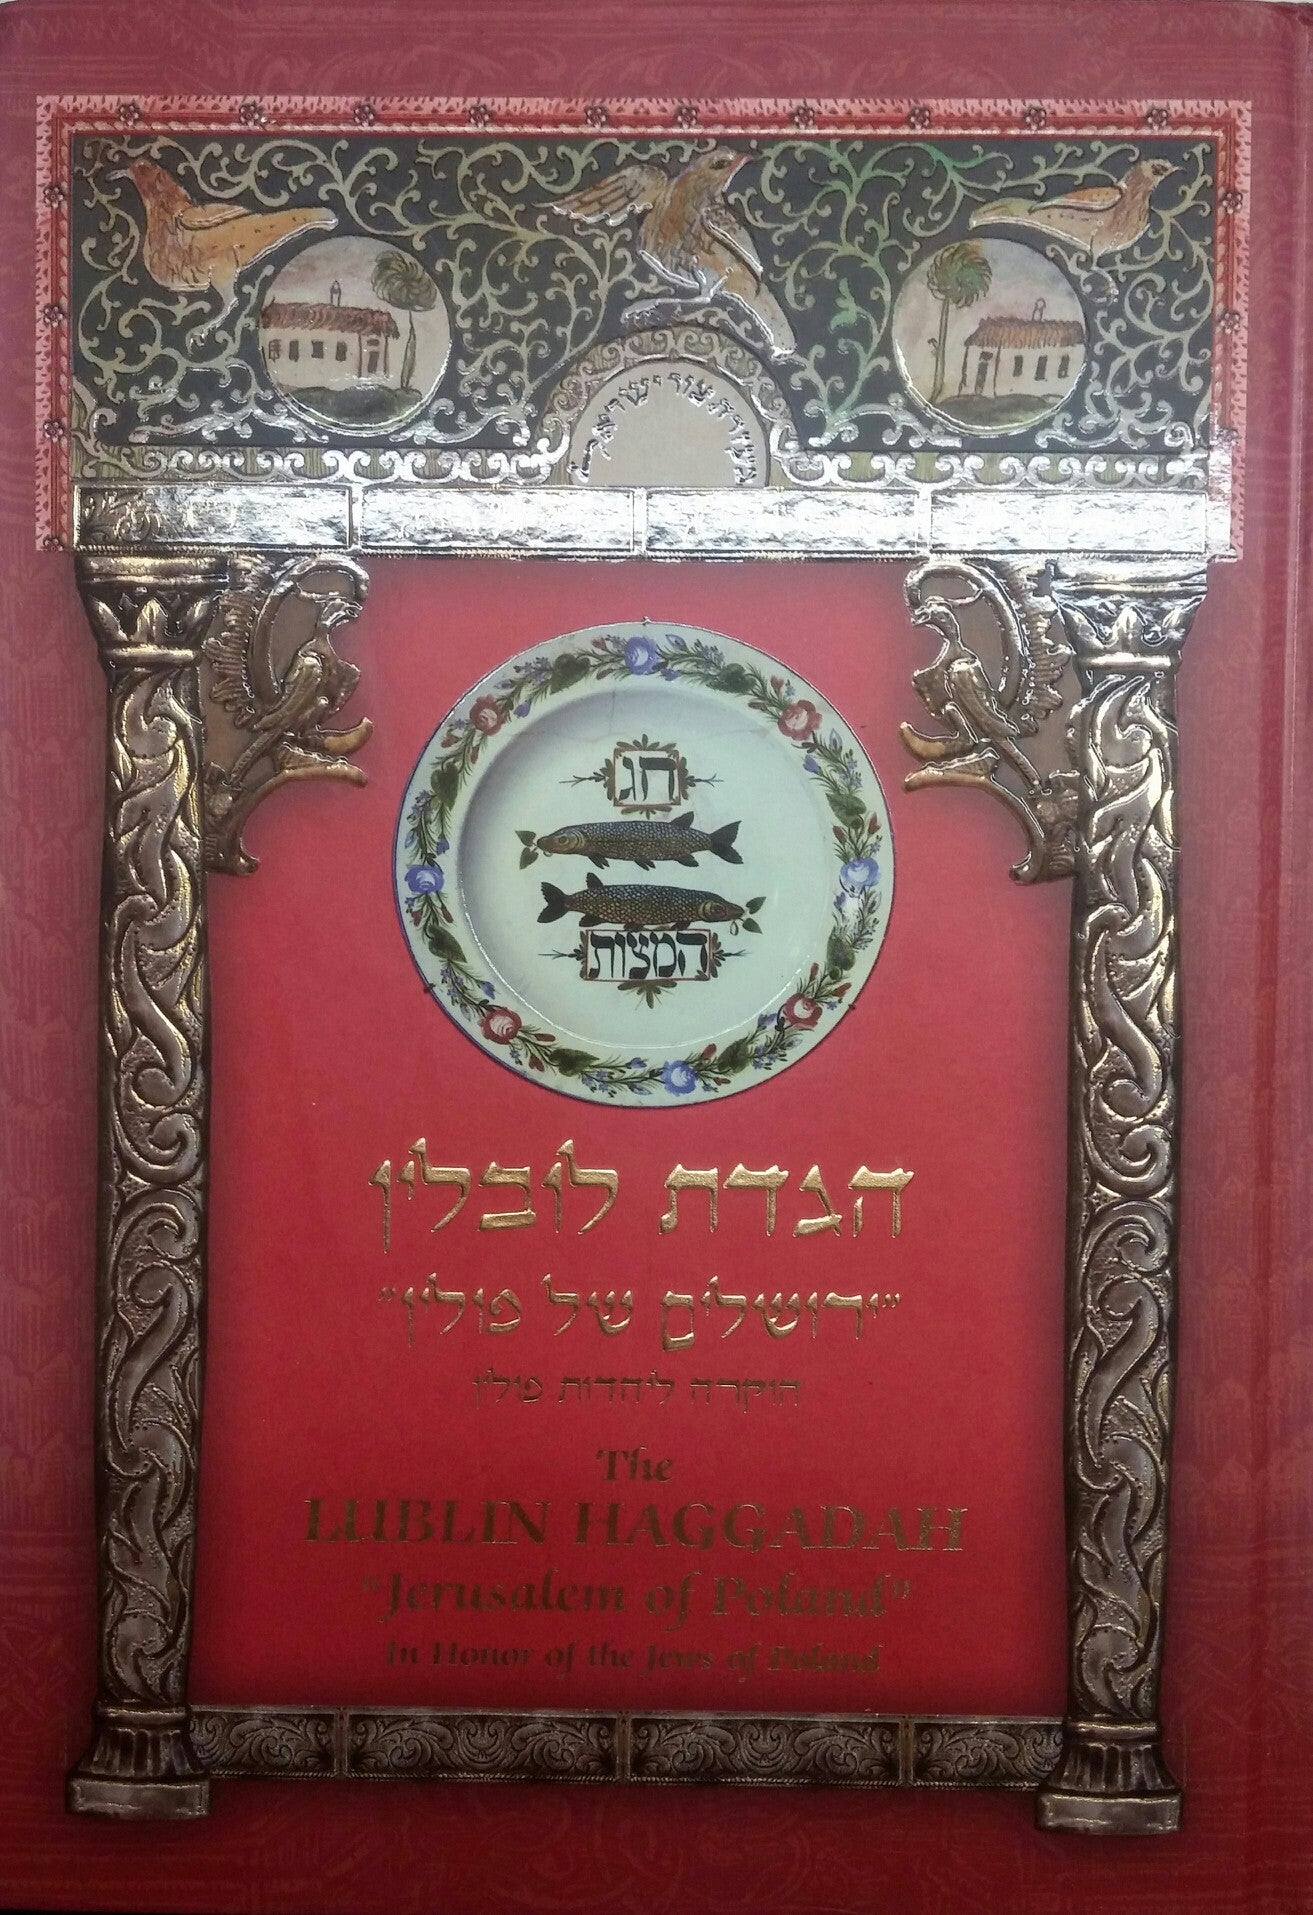 ישראל
חג
המצות
הגדת לובלין
"ירושלים של פולין"
הוקרה ליהדות פולין
The
LUBLIN HAGGADAH
"Jerusalem of Poland"
In Honor of the Jews of Poland